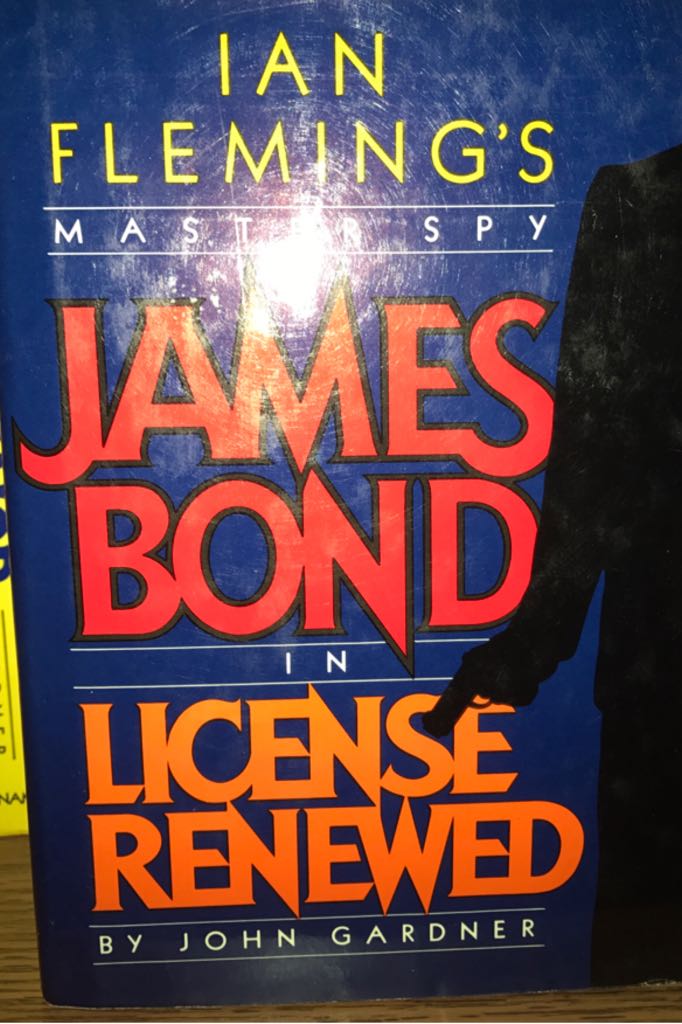 IAN
FLEMING'S
MASTER SPY
JAMES
BOND
IN
LICENSE
RENEWED
BY JOHN GARDNER